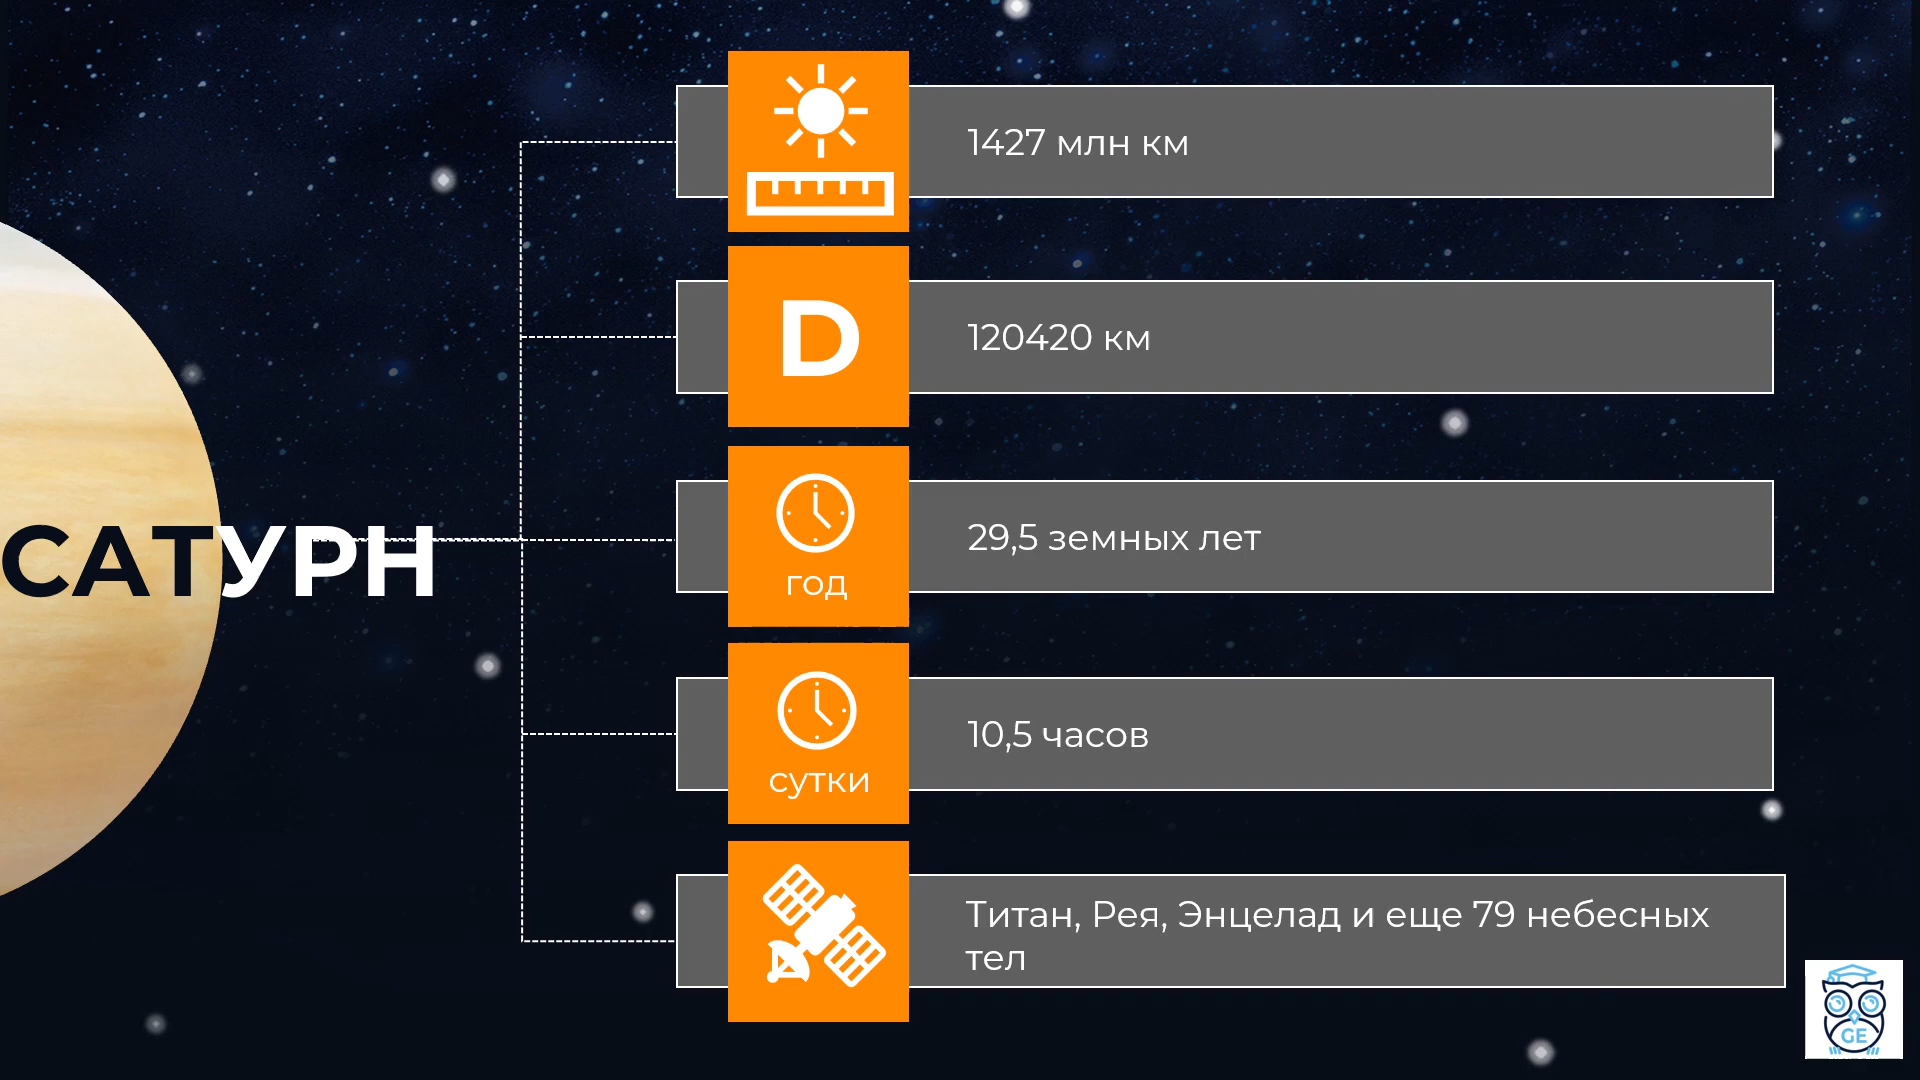 1427 млн км
D
120420 км
год
29,5 земных лет
САТУРН
сутки
10,5 часов
Титан, Рея, Энцелад и еще 79 небесных
тел
GE